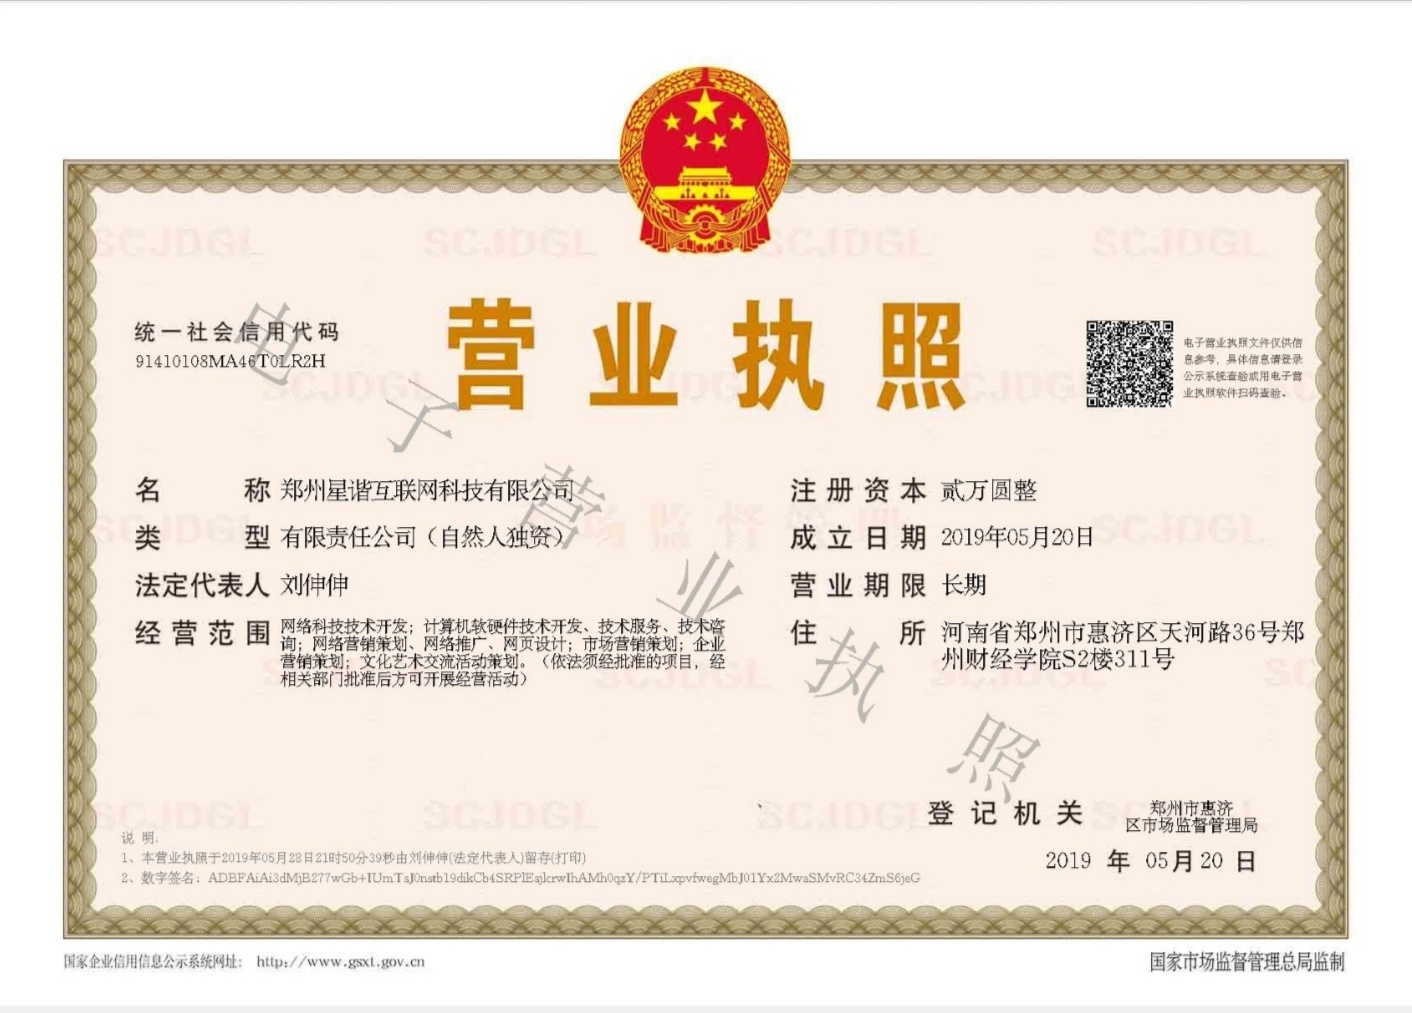 营业执照
统一社会信用代码
91410108MA46T0LR2H
电子营业执照文件仅供信
息参考，具体信息请登录
公示系统查验或用电子营
业执照软件扫码查验。
名称 郑州星谐互联网科技有限公司
类型 有限责任公司（自然人独资）
法定代表人 刘伸伸
经营范围 网络科技技术开发；计算机软硬件技术开发、技术服务、技术咨
询；网络营销策划、网络推广、网页设计；市场营销策划；企业
营销策划；文化艺术交流活动策划。（依法须经批准的项目，经
相关部门批准后方可开展经营活动）
注册资本 贰万圆整
成立日期 2019年05月20日
营业期限 长期
住所 河南省郑州市惠济区天河路36号郑
州财经学院S2楼311号
电子营业执照
登记机关 郑州市惠济
区市场监督管理局
2019 年 05月20 日
说 明:
1、本营业执照于2019年05月28日21时50分39秒由刘伸伸(法定代表人)留存(打印)
2、数字签名：
国家企业信用信息公示系统网址： http://www.gsxt.gov.cn
国家市场监督管理总局监制
SCJDGL